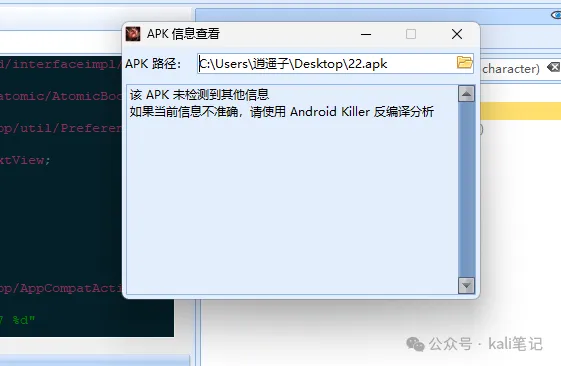 APK 信息查看
APK 路径：
C:\Users\逍遥子\Desktop\22.apk
该 APK 未检测到其他信息
如果当前信息不准确，请使用 Android Killer 反编译分析
d/interfaceimpl/
character)
atomic/AtomicBoo
op/util/Preferen
)
xtView;
op/AppCompatActi
7 %d"
公众号 · kali笔记